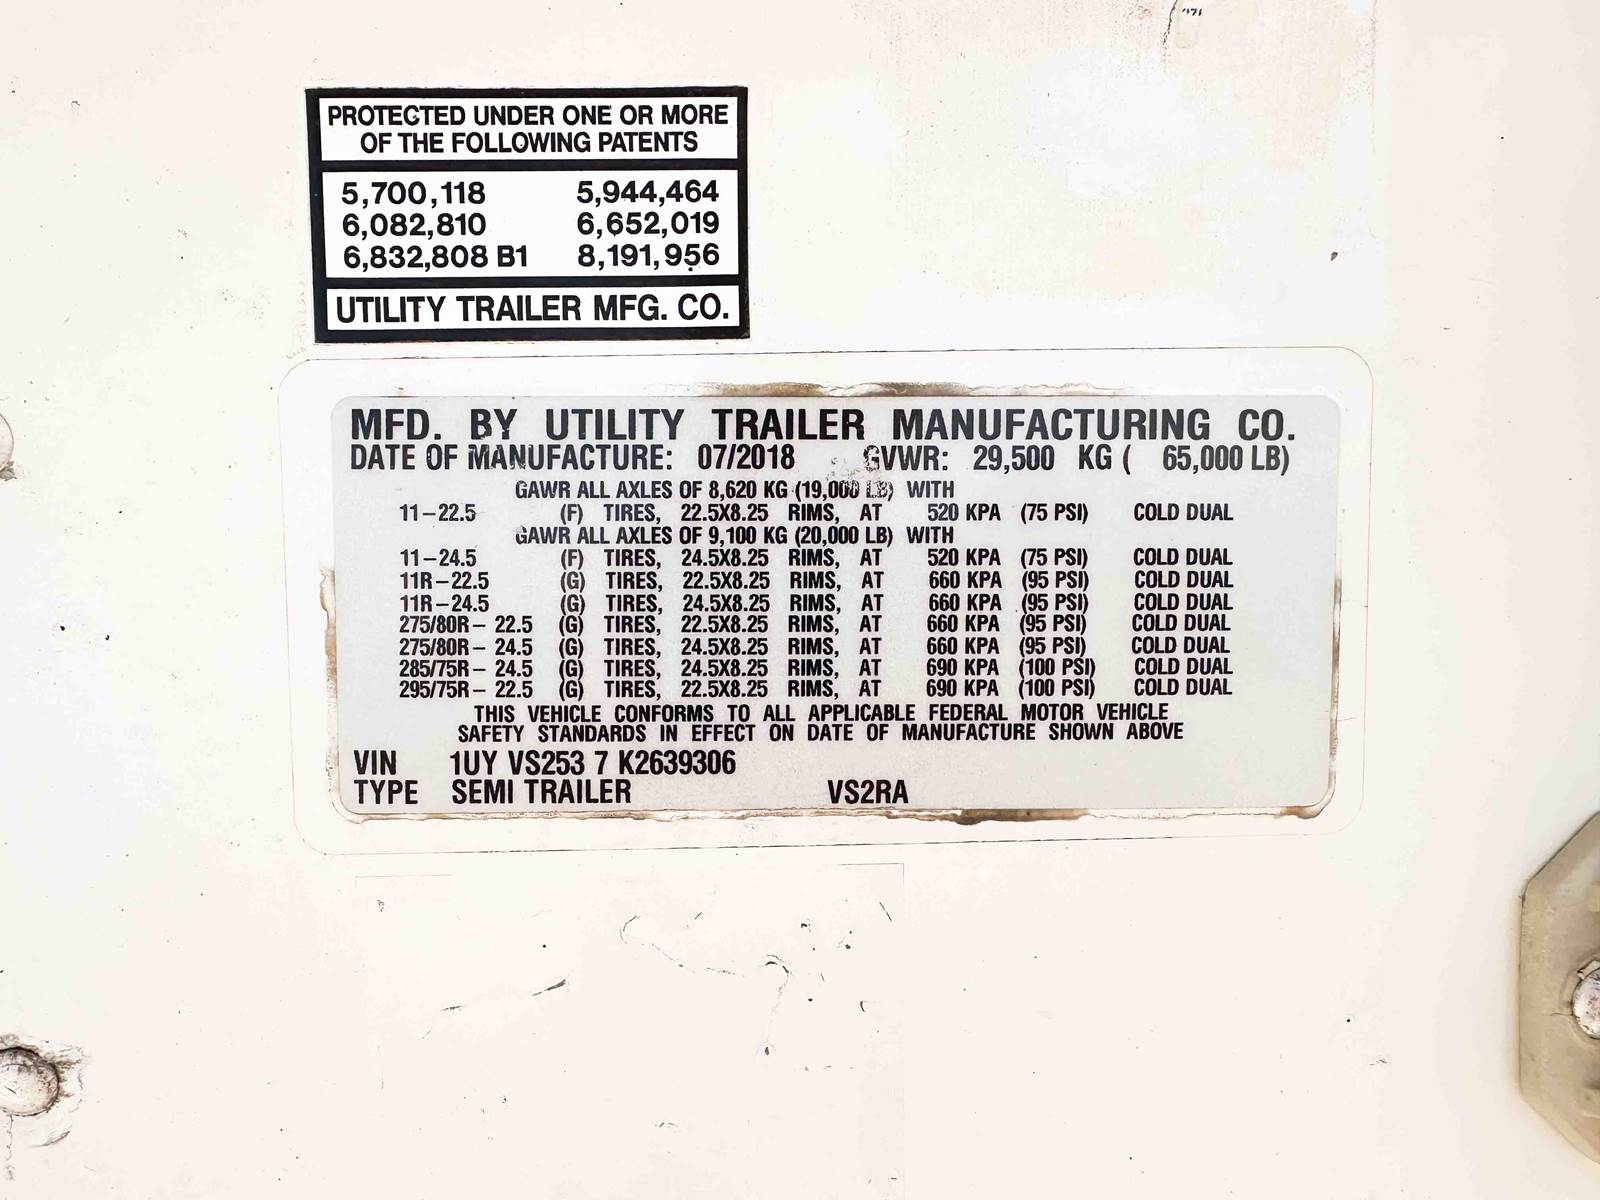 PROTECTED UNDER ONE OR MORE
OF THE FOLLOWING PATENTS
5,700,118 5,944,464
6,082,810 6,652,019
6,832,808 B1 8,191,956
UTILITY TRAILER MFG. CO.
MFD. BY UTILITY TRAILER MANUFACTURING CO.
DATE OF MANUFACTURE: 07/2018 GVWR: 29,500 KG ( 65,000 LB)
GAWR ALL AXLES OF 8,620 KG (19,000 LB) WITH
11-22.5 (F) TIRES, 22.5X8.25 RIMS, AT 520 KPA (75 PSI) COLD DUAL
GAWR ALL AXLES OF 9,100 KG (20,000 LB) WITH
11-24.5 (F) TIRES, 24.5X8.25 RIMS, AT 520 KPA (75 PSI) COLD DUAL
11R-22.5 (G) TIRES, 22.5X8.25 RIMS, AT 660 KPA (95 PSI) COLD DUAL
11R-24.5 (G) TIRES, 24.5X8.25 RIMS, AT 660 KPA (95 PSI) COLD DUAL
275/80R- 22.5 (G) TIRES, 22.5X8.25 RIMS, AT 660 KPA (95 PSI) COLD DUAL
275/80R- 24.5 (G) TIRES, 24.5X8.25 RIMS, AT 660 KPA (95 PSI) COLD DUAL
285/75R- 24.5 (G) TIRES, 24.5X8.25 RIMS, AT 690 KPA (100 PSI) COLD DUAL
295/75R- 22.5 (G) TIRES, 22.5X8.25 RIMS, AT 690 KPA (100 PSI) COLD DUAL
THIS VEHICLE CONFORMS TO ALL APPLICABLE FEDERAL MOTOR VEHICLE
SAFETY STANDARDS IN EFFECT ON DATE OF MANUFACTURE SHOWN ABOVE
VIN 1UY VS253 7 K2639306
TYPE SEMI TRAILER VS2RA